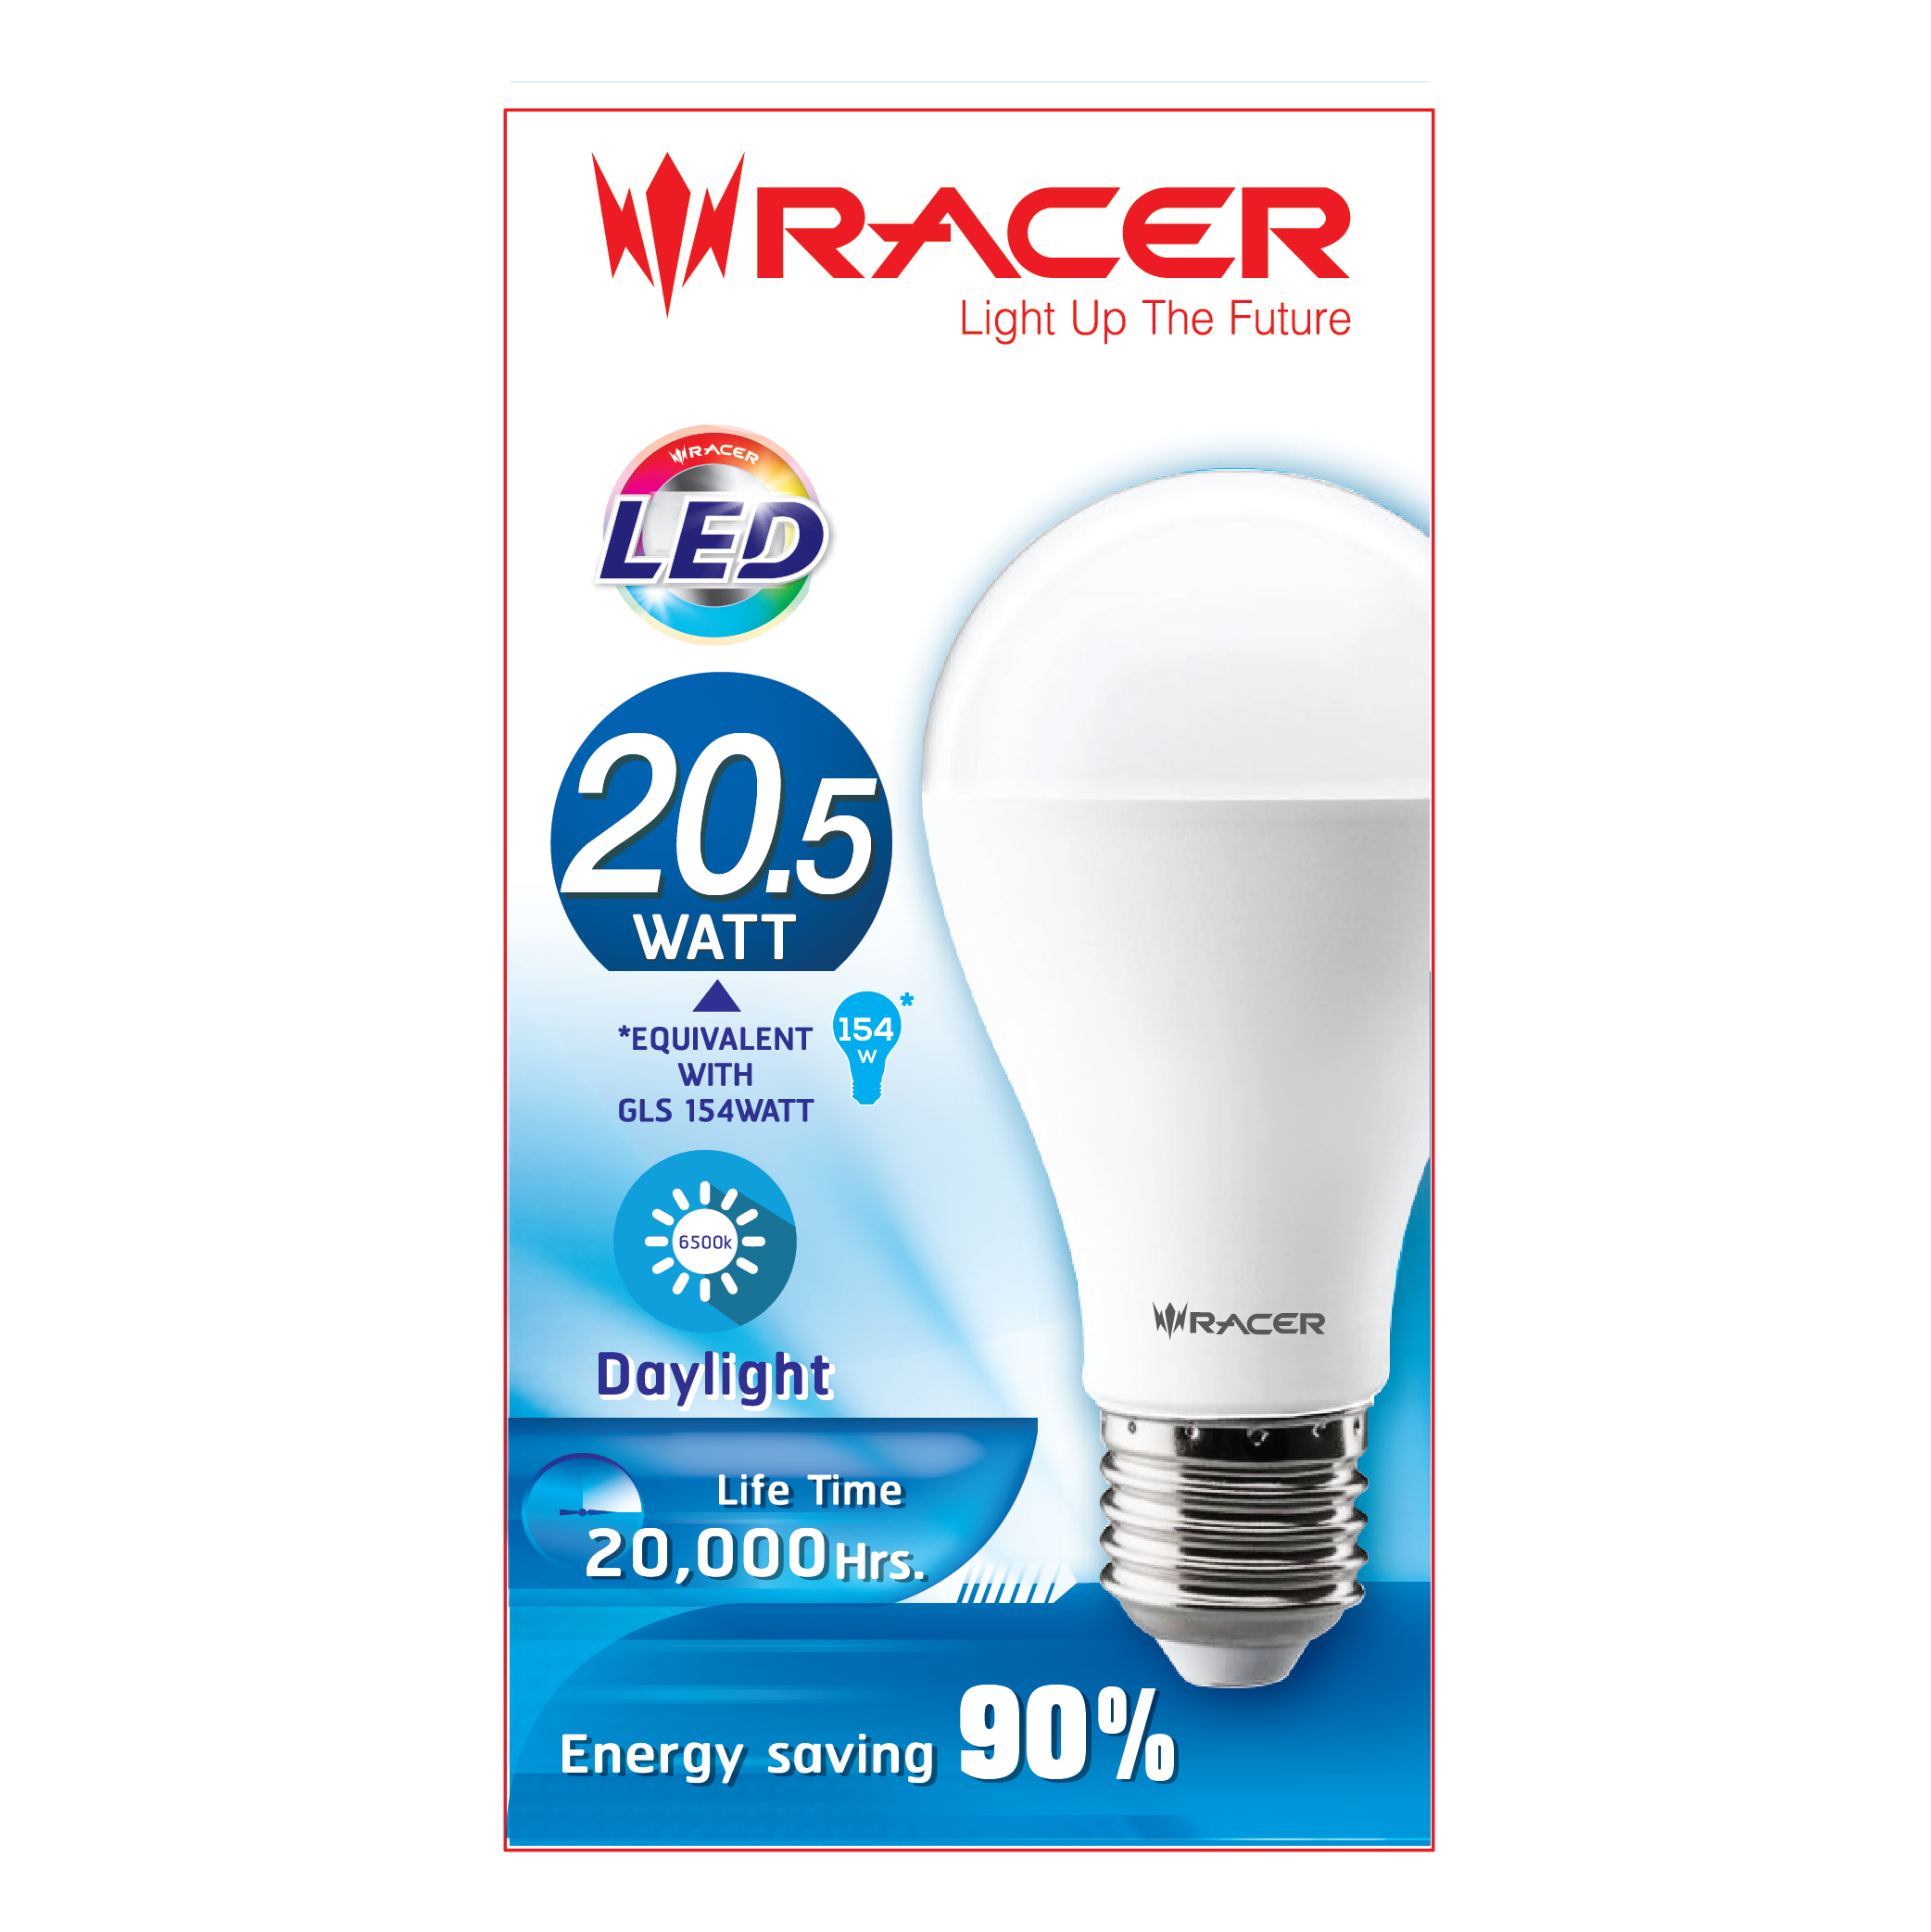 RACER
Light Up The Future
RACER
LED
20.5
WATT
*EQUIVALENT
WITH
GLS 154WATT
154
W
*
6500k
Daylight
RACER
Life Time
20,000Hrs.
Energy saving 90%